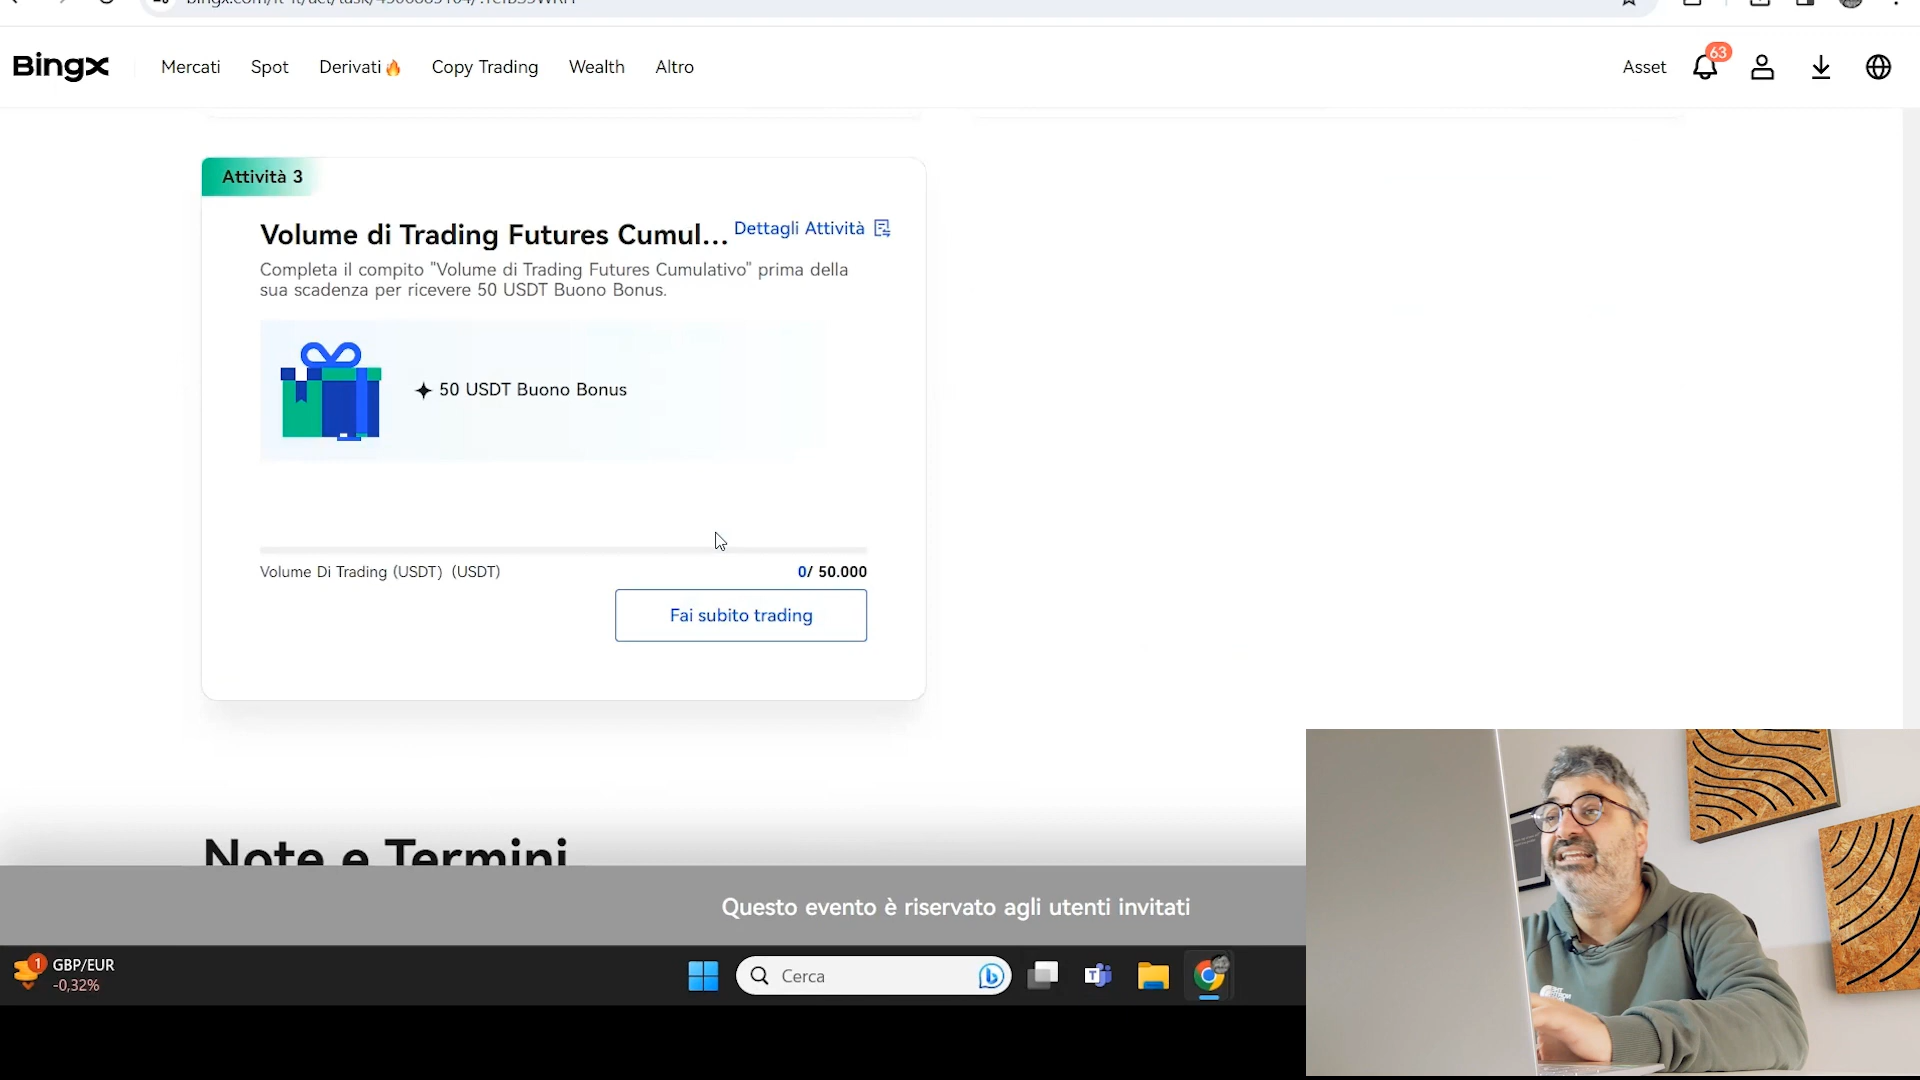 BingX
Mercati
Spot
Derivati
Copy Trading
Wealth
Altro
Asset
63
Attività 3
Volume di Trading Futures Cumul...
Dettagli Attività
Completa il compito "Volume di Trading Futures Cumulativo" prima della
sua scadenza per ricevere 50 USDT Buono Bonus.
50 USDT Buono Bonus
Volume Di Trading (USDT) (USDT)
0/ 50.000
Fai subito trading
Note e Termini
Questo evento è riservato agli utenti invitati
1
GBP/EUR
-0,32%
Cerca